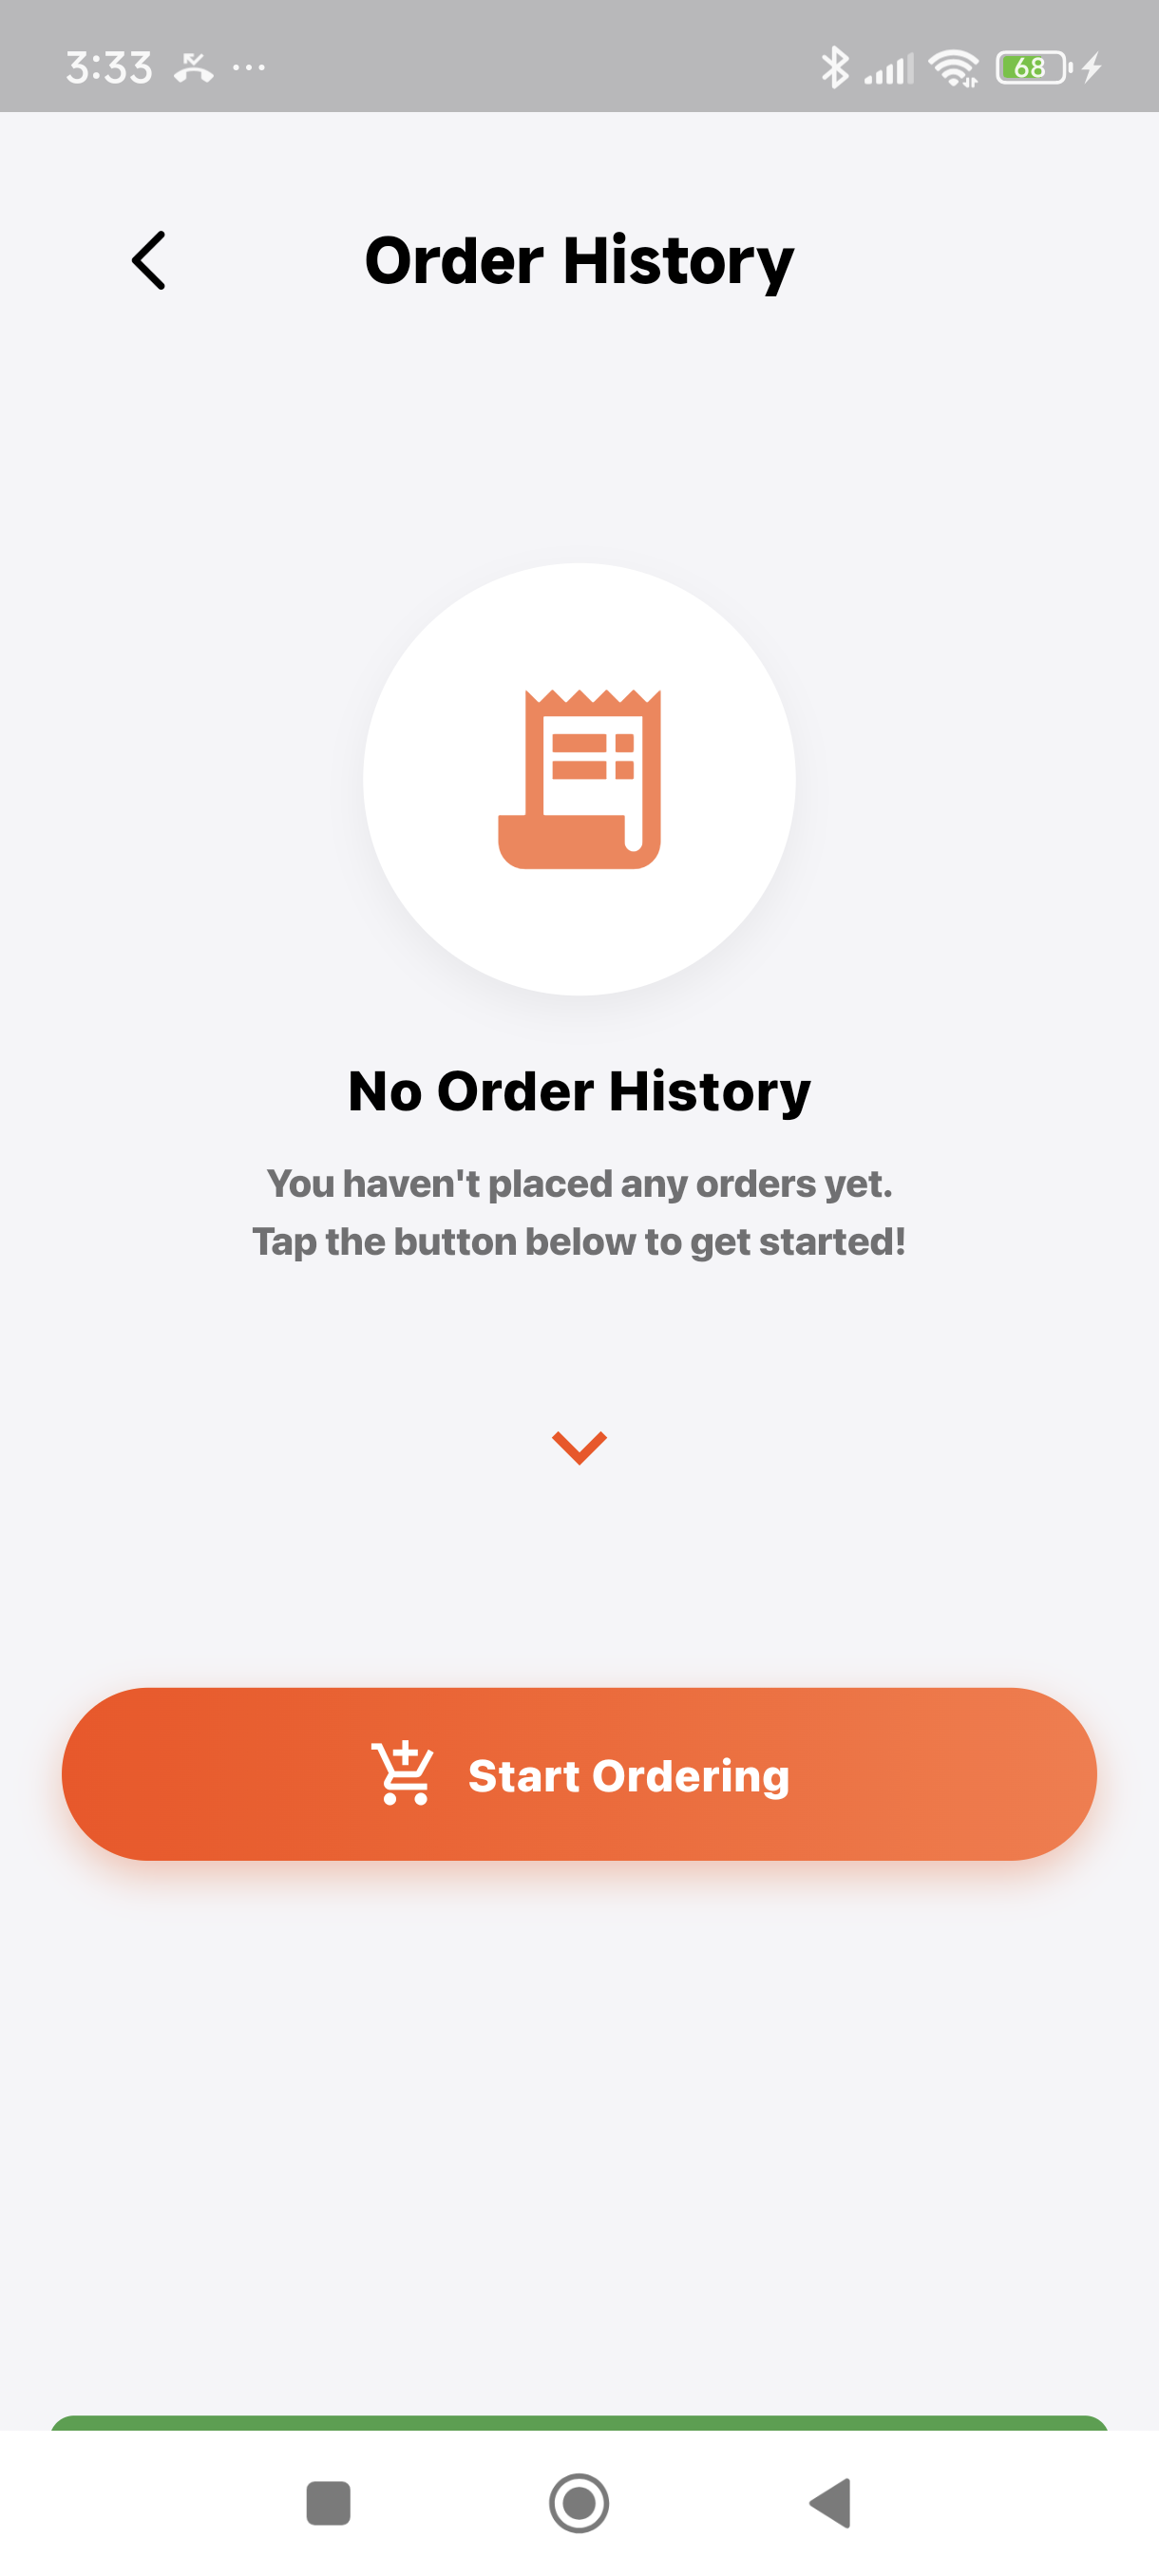 3:33
68
Order History
No Order History
You haven't placed any orders yet.
Tap the button below to get started!
Start Ordering